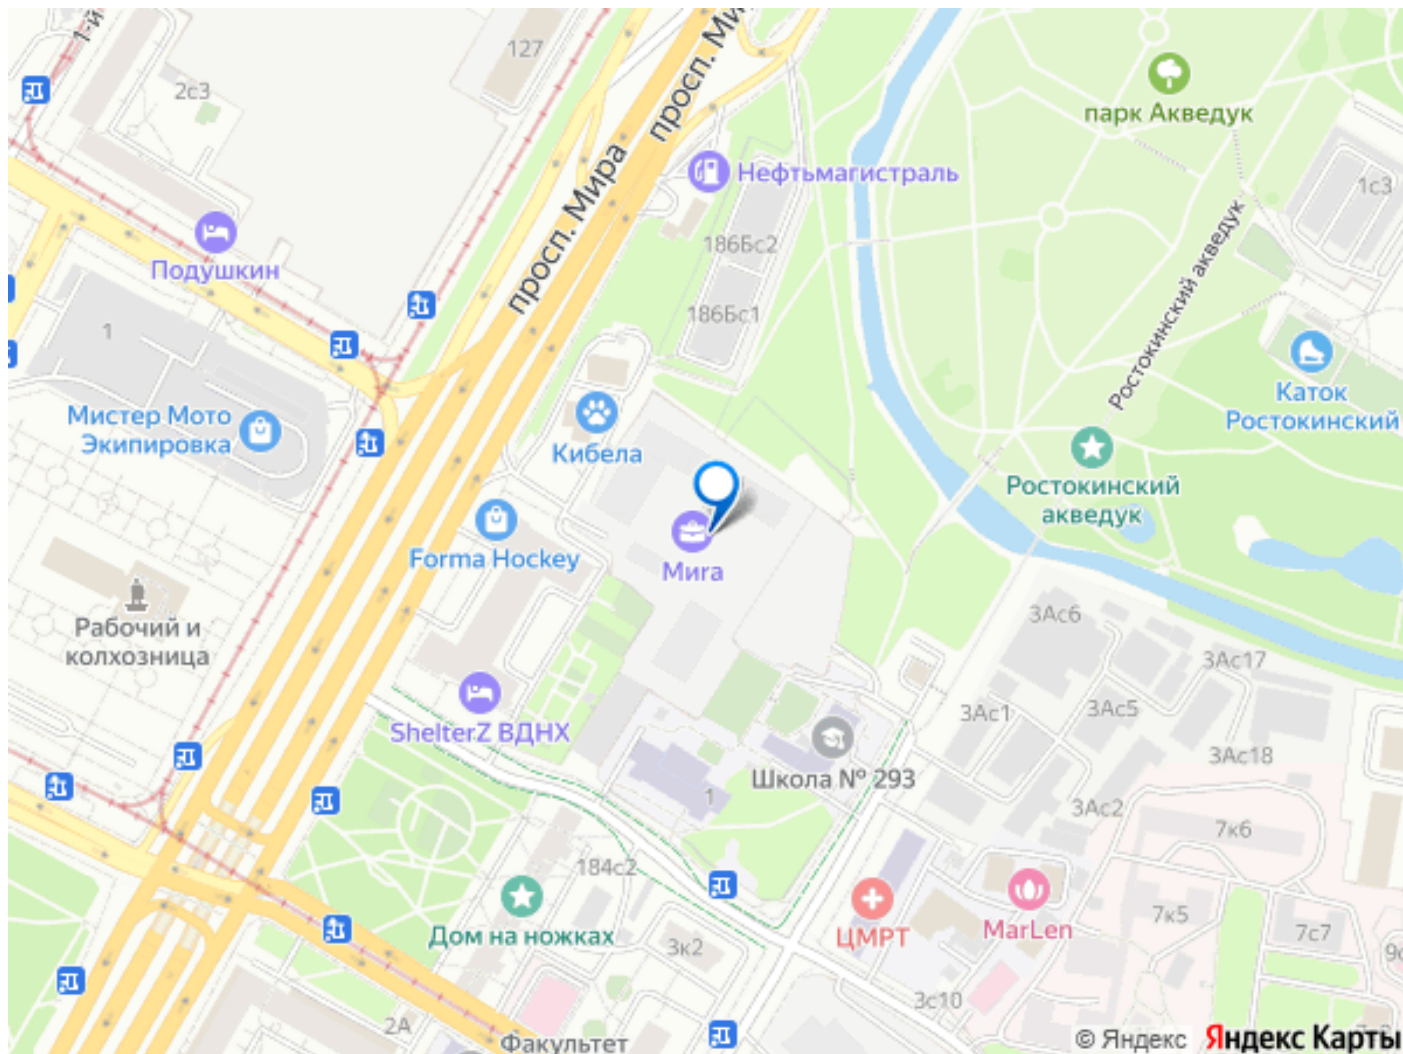 1-й
127
просп. Мира
просп. Ми
2с3
парк Акведук
Нефтьмагистраль
1с3
186Бс2
Подушкин
Ростокинский акведук
186Бс1
1
Каток
Ростокинский
Мистер Мото
Экипировка
Кибела
Ростокинский
акведук
Forma Hockey
Мира
Рабочий и
колхозница
3Ас6
3Ас17
ShelterZ ВДНХ
3Ас1
3Ас5
3Ас18
Школа № 293
1
3Ас2
7к6
184с2
Дом на ножках
3к2
ЦМРТ
MarLen
7к5
7с7
3с10
2А
Факультет
© Яндекс Яндекс Карты